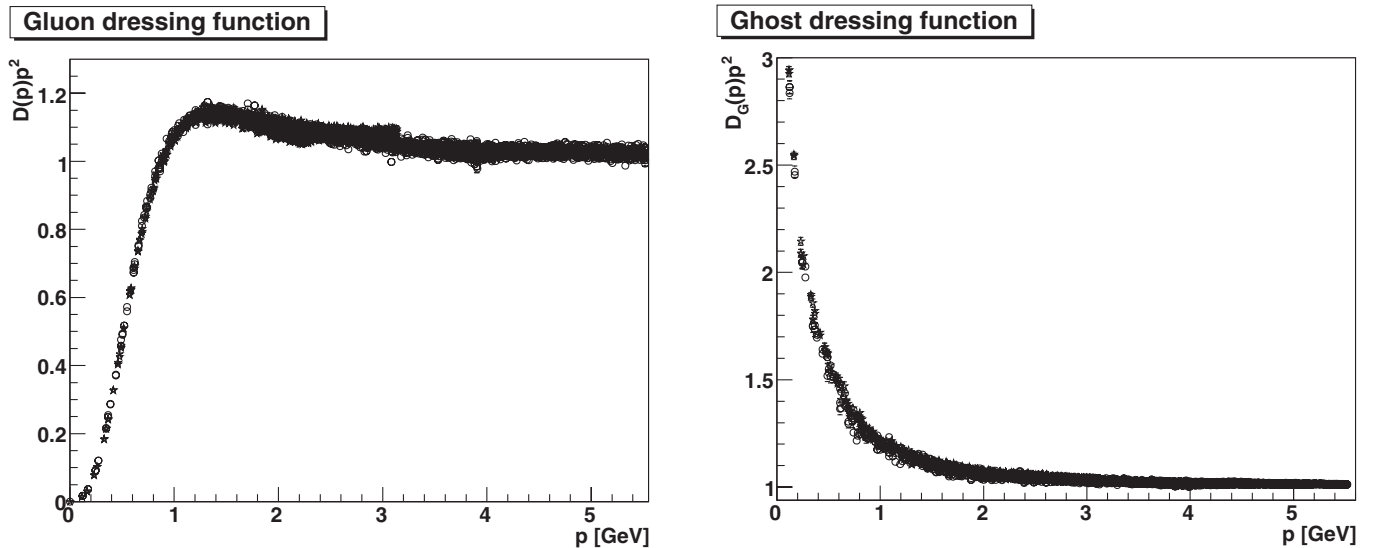 Gluon dressing function
D(p)p²
1.2
1
0.8
0.6
0.4
0.2
0
0 1 2 3 4 5
p [GeV]
Ghost dressing function
D_G(p)p²
3
2.5
2
1.5
1
0 1 2 3 4 5
p [GeV]